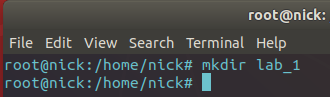 root@nick:
File Edit View Search Terminal Help
root@nick:/home/nick# mkdir lab_1
root@nick:/home/nick#